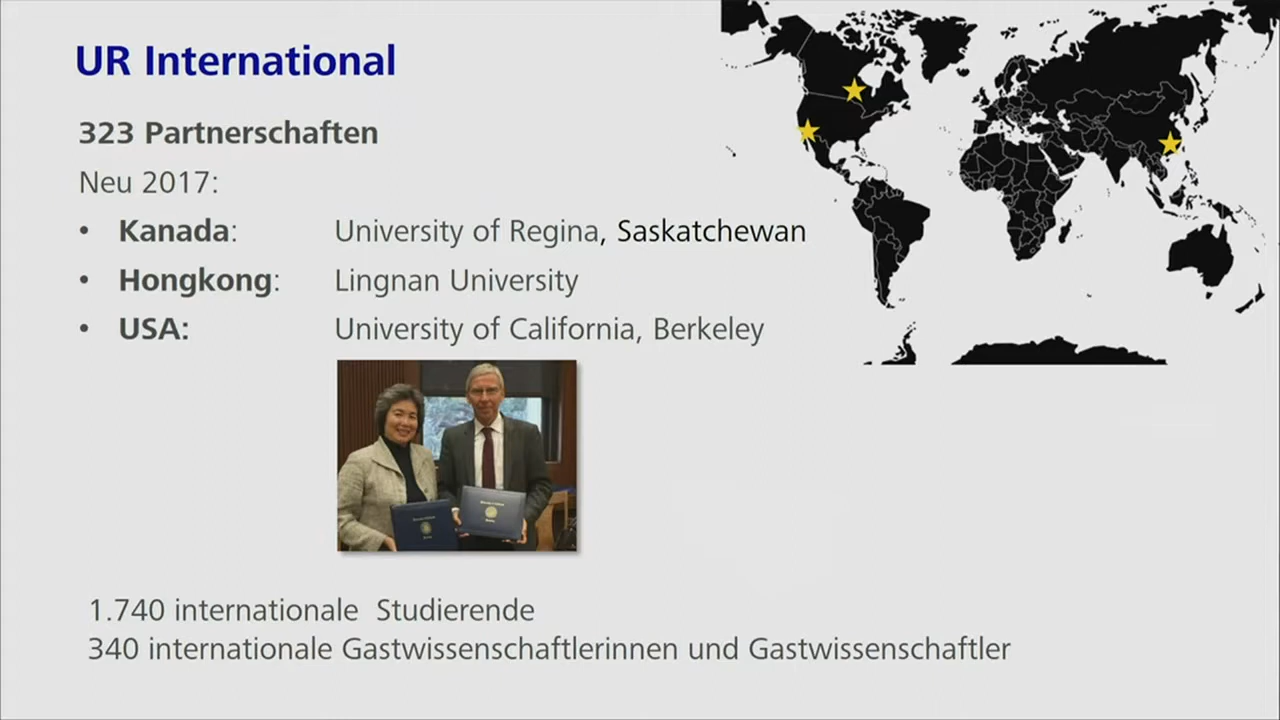 UR International
323 Partnerschaften
Neu 2017:
• Kanada: University of Regina, Saskatchewan
• Hongkong: Lingnan University
• USA: University of California, Berkeley
1.740 internationale Studierende
340 internationale Gastwissenschaftlerinnen und Gastwissenschaftler